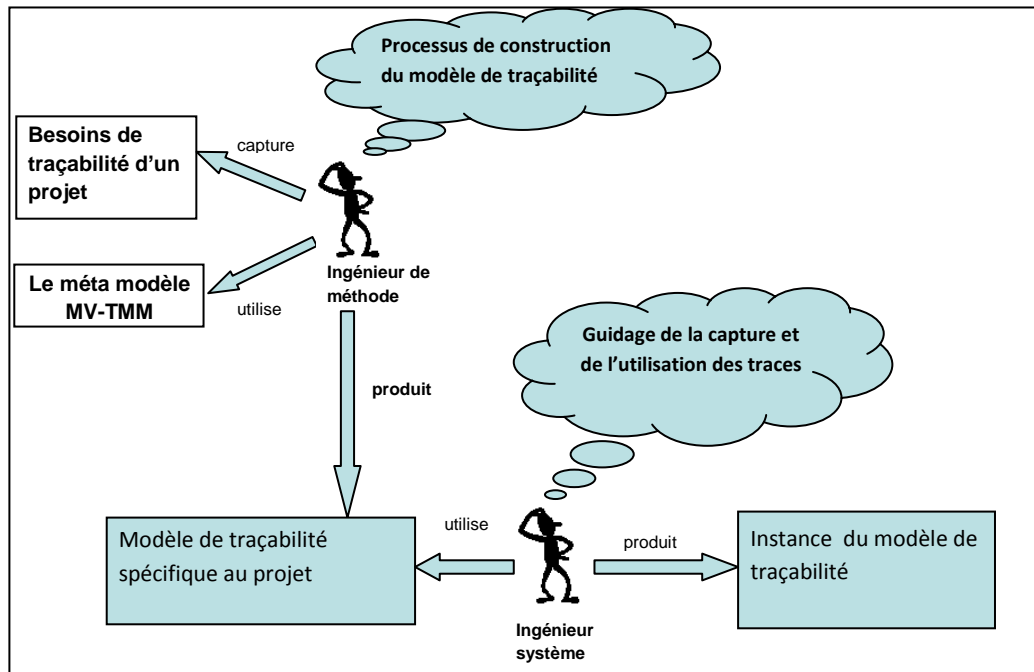 Processus de construction
du modèle de traçabilité
Besoins de
traçabilité d'un
projet
capture
Le méta modèle
MV-TMM
utilise
Ingénieur de
méthode
Guidage de la capture et
de l'utilisation des traces
produit
Modèle de traçabilité
spécifique au projet
utilise
produit
Instance du modèle de
traçabilité
Ingénieur
système